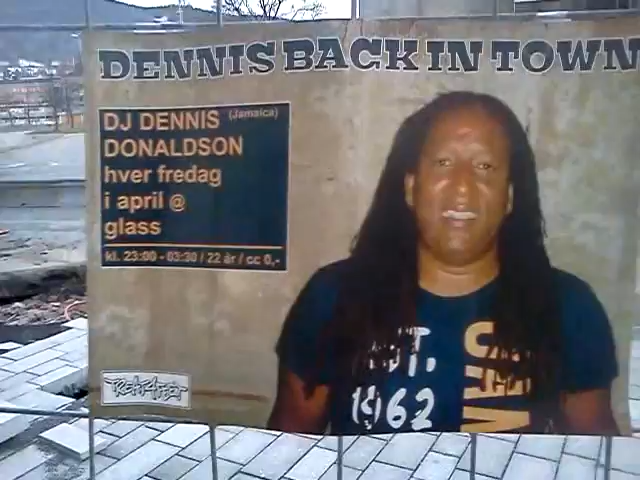 DENNIS BACK IN TOWN
DJ DENNIS (Jamaica)
DONALDSON
hver fredag
i april @
glass
kl. 23:00 - 03:30 / 22 år / cc 0,-
1962